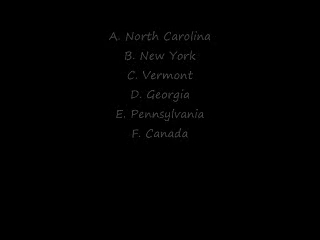 A. North Carolina
B. New York
C. Vermont
D. Georgia
E. Pennsylvania
F. Canada